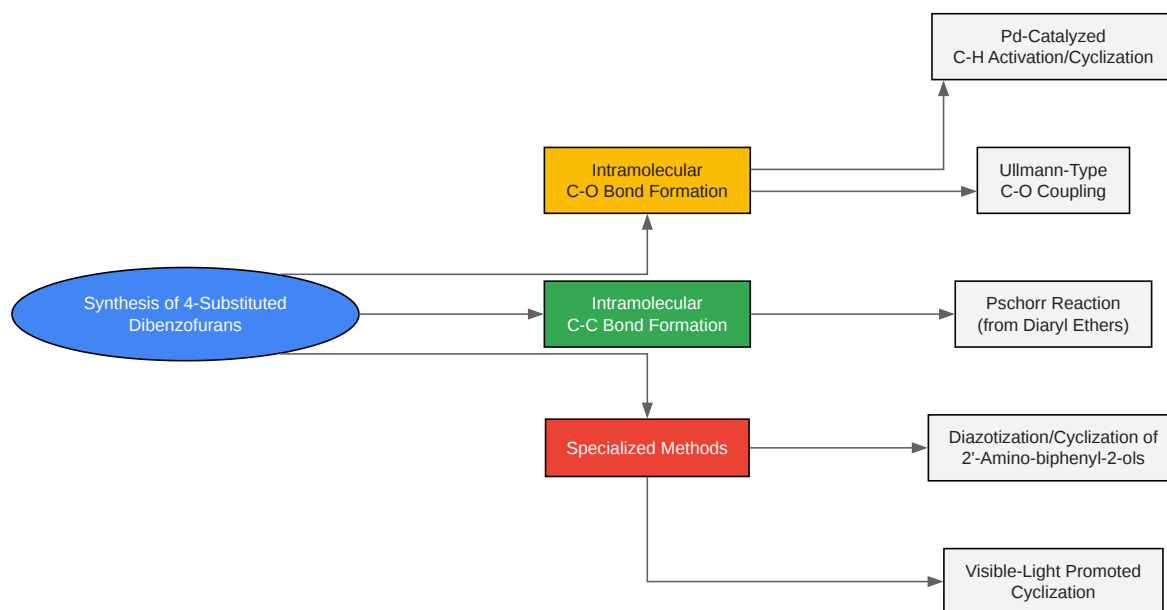 Pd-Catalyzed
C-H Activation/Cyclization
Intramolecular
C-O Bond Formation
Ullmann-Type
C-O Coupling
Synthesis of 4-Substituted
Dibenzofurans
Intramolecular
C-C Bond Formation
Pschorr Reaction
(from Diaryl Ethers)
Specialized Methods
Diazotization/Cyclization of
2'-Amino-biphenyl-2-ols
Visible-Light Promoted
Cyclization